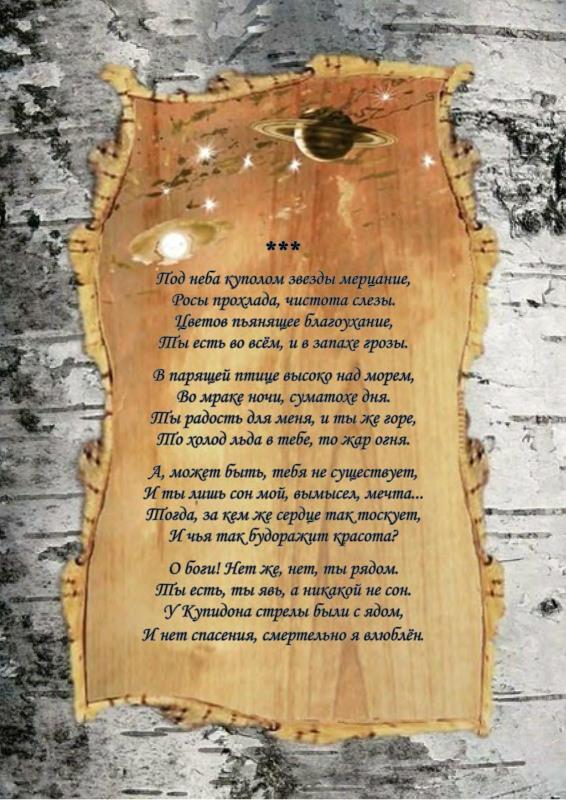 ***
Под неба куполом звезды мерцание,
Росы прохлада, чистота слезы.
Цветов пьянящее благоухание,
Ты есть во всём, и в запахе грозы.
В парящей птице высоко над морем,
Во мраке ночи, суматохе дня.
Ты радость для меня, и ты же горе,
То холод льда в тебе, то жар огня.
А, может быть, тебя не существует,
И ты лишь сон мой, вымысел, мечта...
Тогда, за кем же сердце так тоскует,
И чья так будоражит красота?
О боги! Нет же, нет, ты рядом.
Ты есть, ты явь, а никакой не сон.
У Купидона стрелы были с ядом,
И нет спасения, смертельно я влюблён.